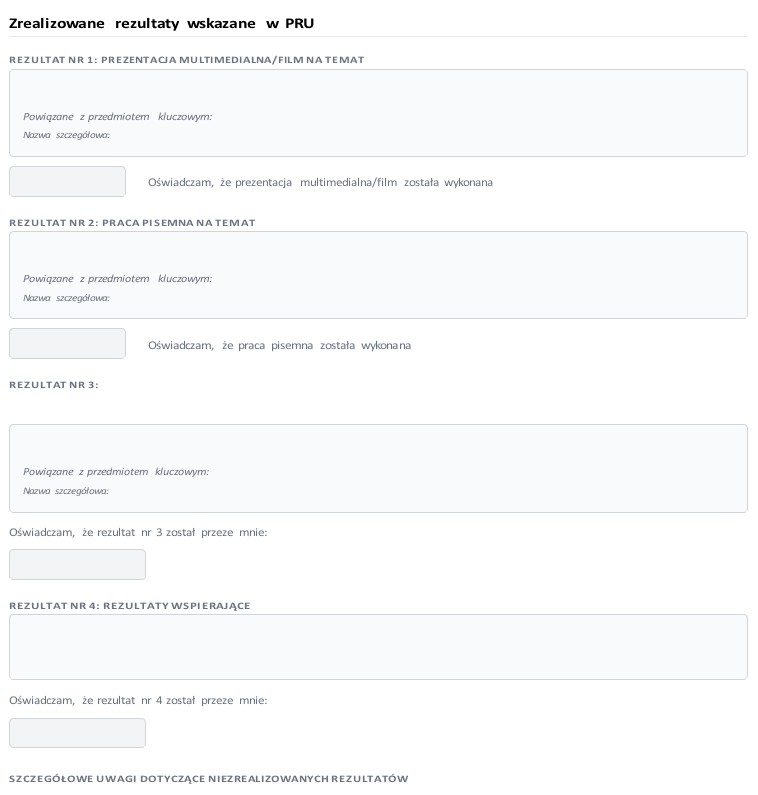 Zrealizowane rezultaty wskazane w PRU
REZULTAT NR 1: PREZENTACJA MULTIMEDIALNA/FILM NA TEMAT
Powiązane z przedmiotem kluczowym:
Nazwa szczegółowa:
Oświadczam, że prezentacja multimedialna/film została wykonana
REZULTAT NR 2: PRACA PISEMNA NA TEMAT
Powiązane z przedmiotem kluczowym:
Nazwa szczegółowa:
Oświadczam, że praca pisemna została wykonana
REZULTAT NR 3:
Powiązane z przedmiotem kluczowym:
Nazwa szczegółowa:
Oświadczam, że rezultat nr 3 został przeze mnie:
REZULTAT NR 4: REZULTATY WSPIERAJĄCE
Oświadczam, że rezultat nr 4 został przeze mnie:
SZCZEGÓŁOWE UWAGI DOTYCZĄCE NIEZREALIZOWANYCH REZULTATÓW